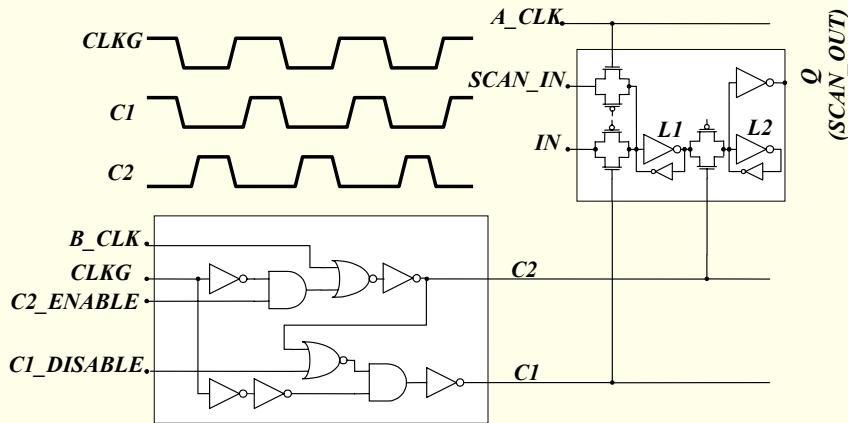 CLKG
C1
C2
A_CLK
SCAN_IN
IN
L1
L2
Q
(SCAN_OUT)
B_CLK
CLKG
C2_ENABLE
C1_DISABLE
C2
C1